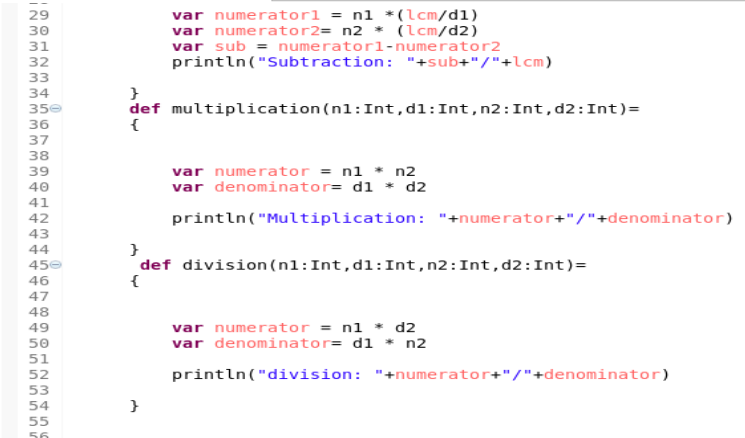 29 var numerator1 = n1 *(lcm/d1)
30 var numerator2= n2 * (lcm/d2)
31 var sub = numerator1-numerator2
32 println("Subtraction: "+sub+"/"+lcm)
33
34 }
35 def multiplication(n1:Int,d1:Int,n2:Int,d2:Int)=
36 {
37
38
39 var numerator = n1 * n2
40 var denominator= d1 * d2
41
42 println("Multiplication: "+numerator+"/"+denominator)
43
44 }
45 def division(n1:Int,d1:Int,n2:Int,d2:Int)=
46 {
47
48
49 var numerator = n1 * d2
50 var denominator= d1 * n2
51
52 println("division: "+numerator+"/"+denominator)
53
54 }
55
56